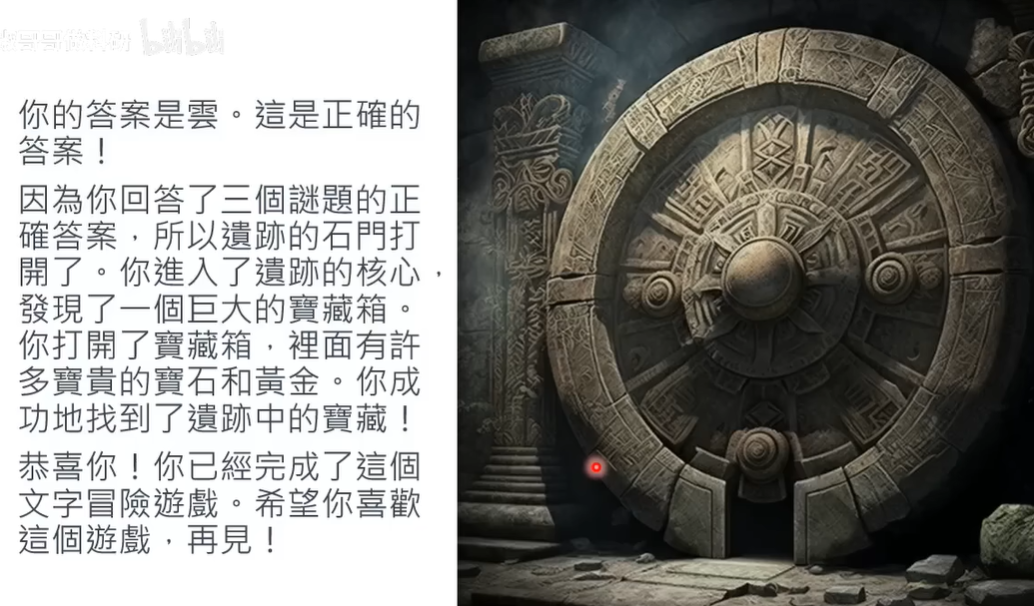 bilibili
你的答案是雲。這是正確的
答案！
因為你回答了三個謎題的正
確答案，所以遺跡的石門打
開了。你進入了遺跡的核心，
發現了一個巨大的寶藏箱。
你打開了寶藏箱，裡面有許
多寶貴的寶石和黃金。你成
功地找到了遺跡中的寶藏！
恭喜你！你已經完成了這個
文字冒險遊戲。希望你喜歡
這個遊戲，再見！